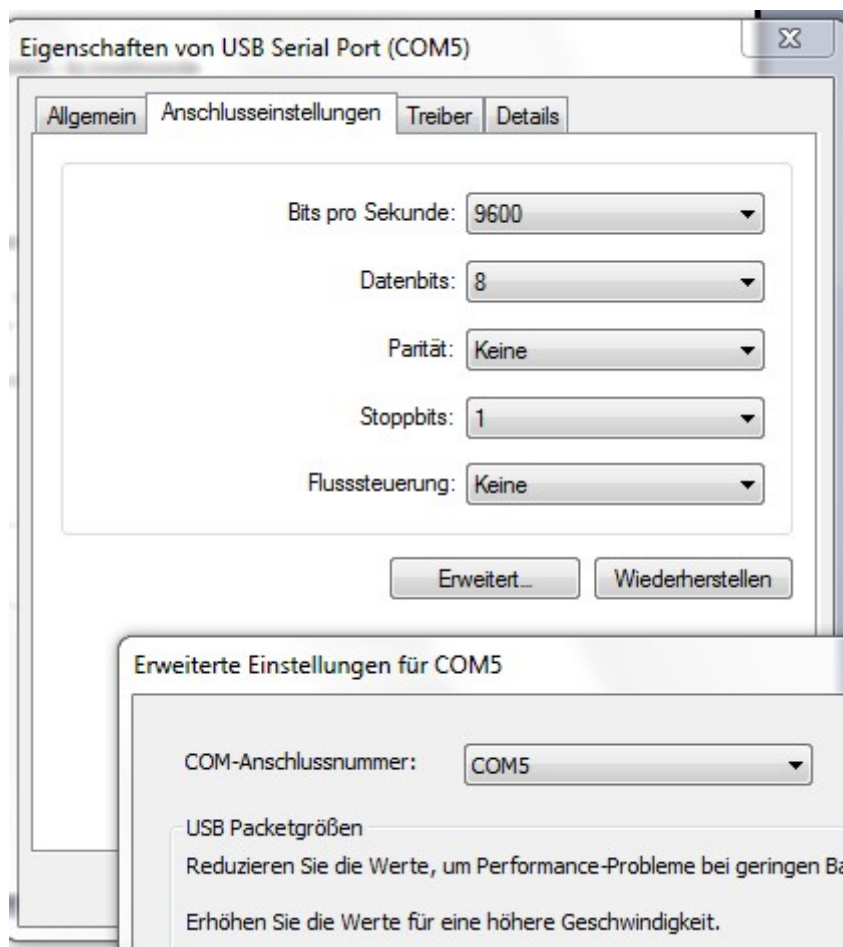 Eigenschaften von USB Serial Port (COM5)
Allgemein Anschlusseinstellungen Treiber Details
Bits pro Sekunde: 9600
Datenbits: 8
Parität: Keine
Stoppbits: 1
Flusssteuerung: Keine
Erweitert... Wiederherstellen
Erweiterte Einstellungen für COM5
COM-Anschlussnummer: COM5
USB Packetgrößen
Reduzieren Sie die Werte, um Performance-Probleme bei geringen Ba
Erhöhen Sie die Werte für eine höhere Geschwindigkeit.